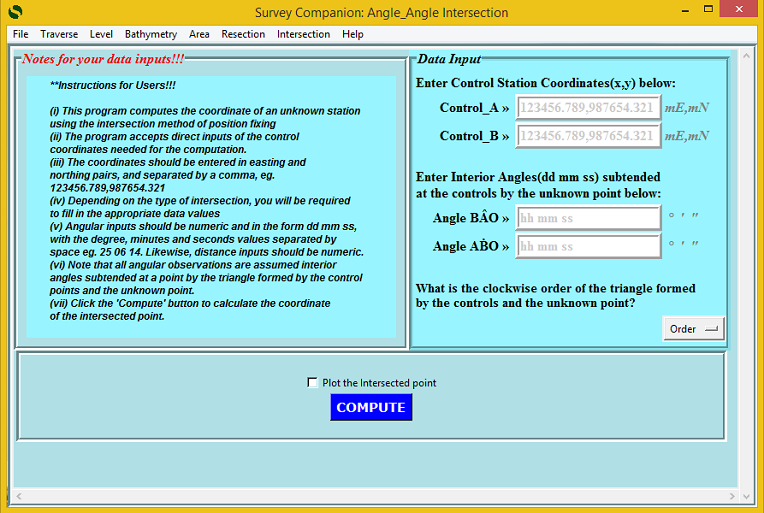 Survey Companion: Angle_Angle Intersection
File Traverse Level Bathymetry Area Resection Intersection Help
Notes for your data inputs!!!
**Instructions for Users!!!
(i) This program computes the coordinate of an unknown station
using the intersection method of position fixing
(ii) The program accepts direct inputs of the control
coordinates needed for the computation.
(iii) The coordinates should be entered in easting and
northing pairs, and separated by a comma, eg.
123456.789,987654.321
(iv) Depending on the type of intersection, you will be required
to fill in the appropriate data values
(v) Angular inputs should be numeric and in the form dd mm ss,
with the degree, minutes and seconds values separated by
space eg. 25 06 14. Likewise, distance inputs should be numeric.
(vi) Note that all angular observations are assumed interior
angles subtended at a point by the triangle formed by the control
points and the unknown point.
(vii) Click the 'Compute' button to calculate the coordinate
of the intersected point.
Data Input
Enter Control Station Coordinates(x,y) below:
Control_A » 123456.789,987654.321 mE,mN
Control_B » 123456.789,987654.321 mE,mN
Enter Interior Angles(dd mm ss) subtended
at the controls by the unknown point below:
Angle BÂO » hh mm ss ° ' "
Angle AB̂O » hh mm ss ° ' "
What is the clockwise order of the triangle formed
by the controls and the unknown point?
Order
Plot the Intersected point
COMPUTE